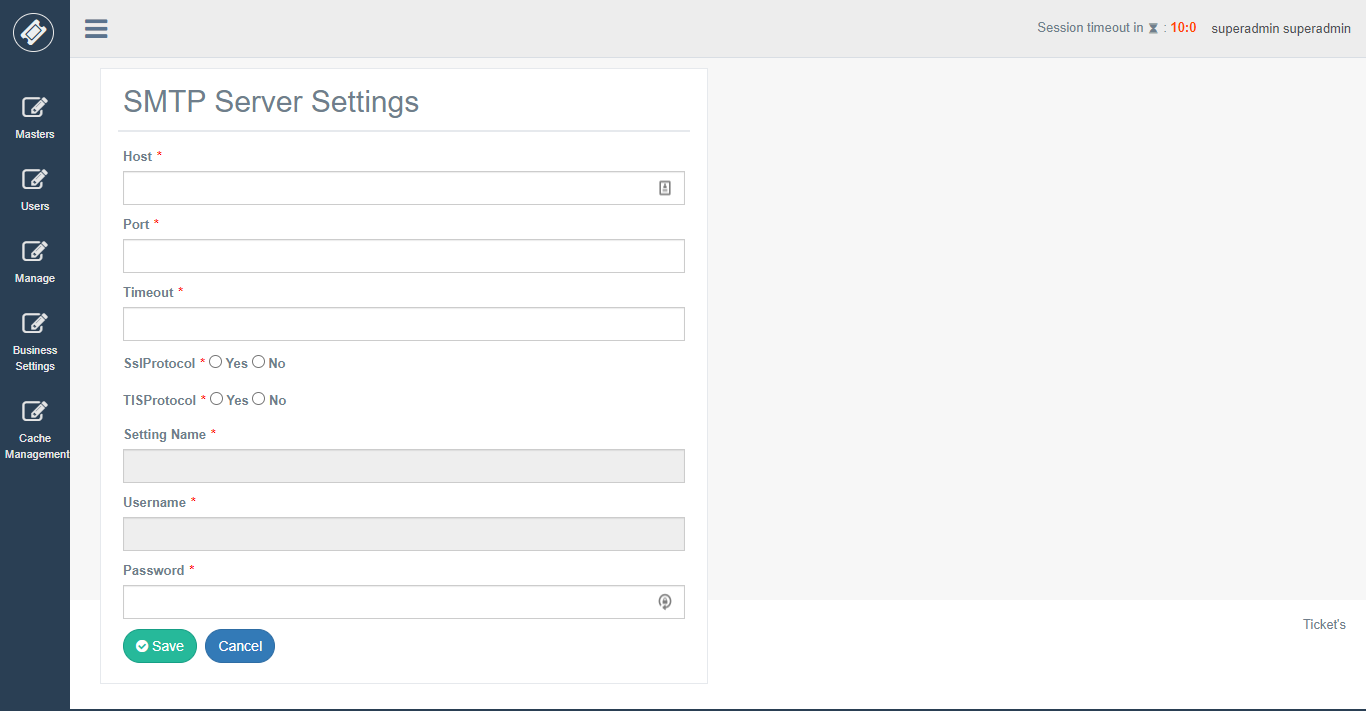 Session timeout in : 10:0 superadmin superadmin
Masters
Users
Manage
Business
Settings
Cache
Management
SMTP Server Settings
Host *
Port *
Timeout *
SslProtocol * Yes No
TlSProtocol * Yes No
Setting Name *
Username *
Password *
Save Cancel
Ticket's